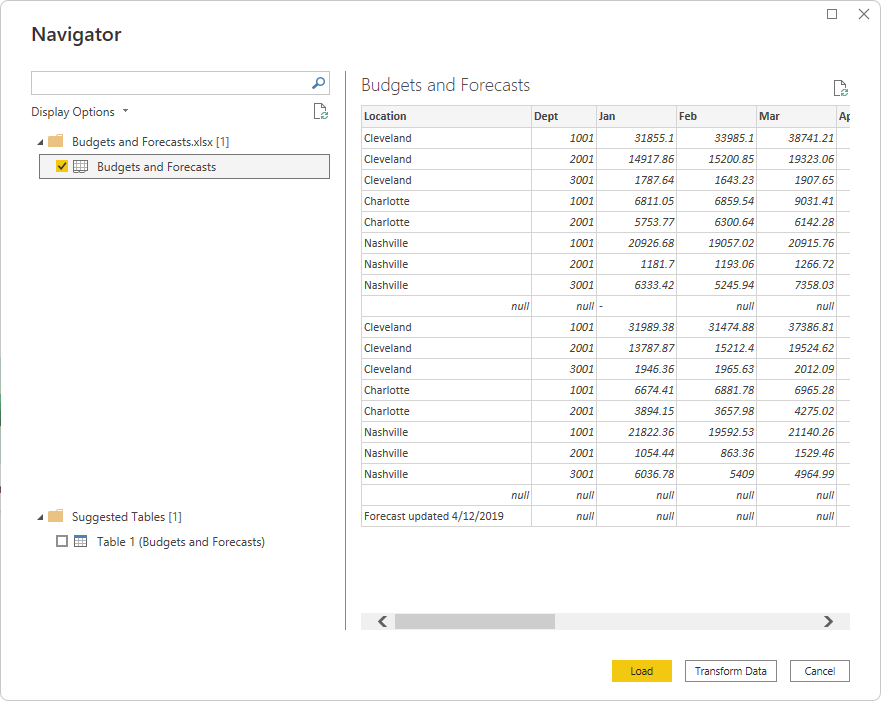 Navigator
Display Options
Budgets and Forecasts.xlsx [1]
Budgets and Forecasts
Suggested Tables [1]
Table 1 (Budgets and Forecasts)
Budgets and Forecasts
Location Dept Jan Feb Mar Ap
Cleveland 1001 31855.1 33985.1 38741.21
Cleveland 2001 14917.86 15200.85 19323.06
Cleveland 3001 1787.64 1643.23 1907.65
Charlotte 1001 6811.05 6859.54 9031.41
Charlotte 2001 5753.77 6300.64 6142.28
Nashville 1001 20926.68 19057.02 20915.76
Nashville 2001 1181.7 1193.06 1266.72
Nashville 3001 6333.42 5245.94 7358.03
null null - null null
Cleveland 1001 31989.38 31474.88 37386.81
Cleveland 2001 13787.87 15212.4 19524.62
Cleveland 3001 1946.36 1965.63 2012.09
Charlotte 1001 6674.41 6881.78 6965.28
Charlotte 2001 3894.15 3657.98 4275.02
Nashville 1001 21822.36 19592.53 21140.26
Nashville 2001 1054.44 863.36 1529.46
Nashville 3001 6036.78 5409 4964.99
null null null null null
Forecast updated 4/12/2019 null null null null
Load Transform Data Cancel